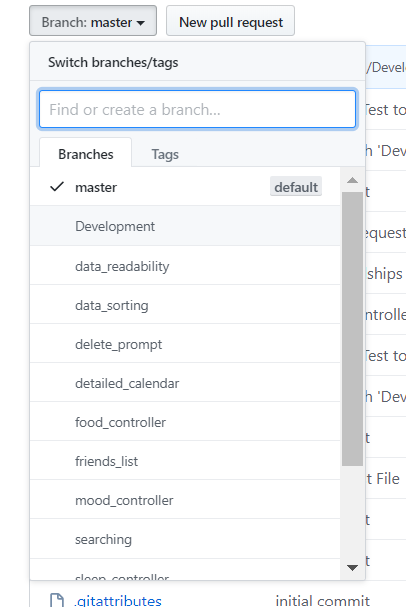 Branch: master New pull request
Switch branches/tags
/Develo
Find or create a branch...
Test to
Branches Tags
h 'Dev
master default
t
Development
equest
data_readability
ships
data_sorting
ntrolle
delete_prompt
Test to
detailed_calendar
h 'Dev
food_controller
t
friends_list
t File
mood_controller
t
searching
t
sleep_controller
.gitattributes initial commit